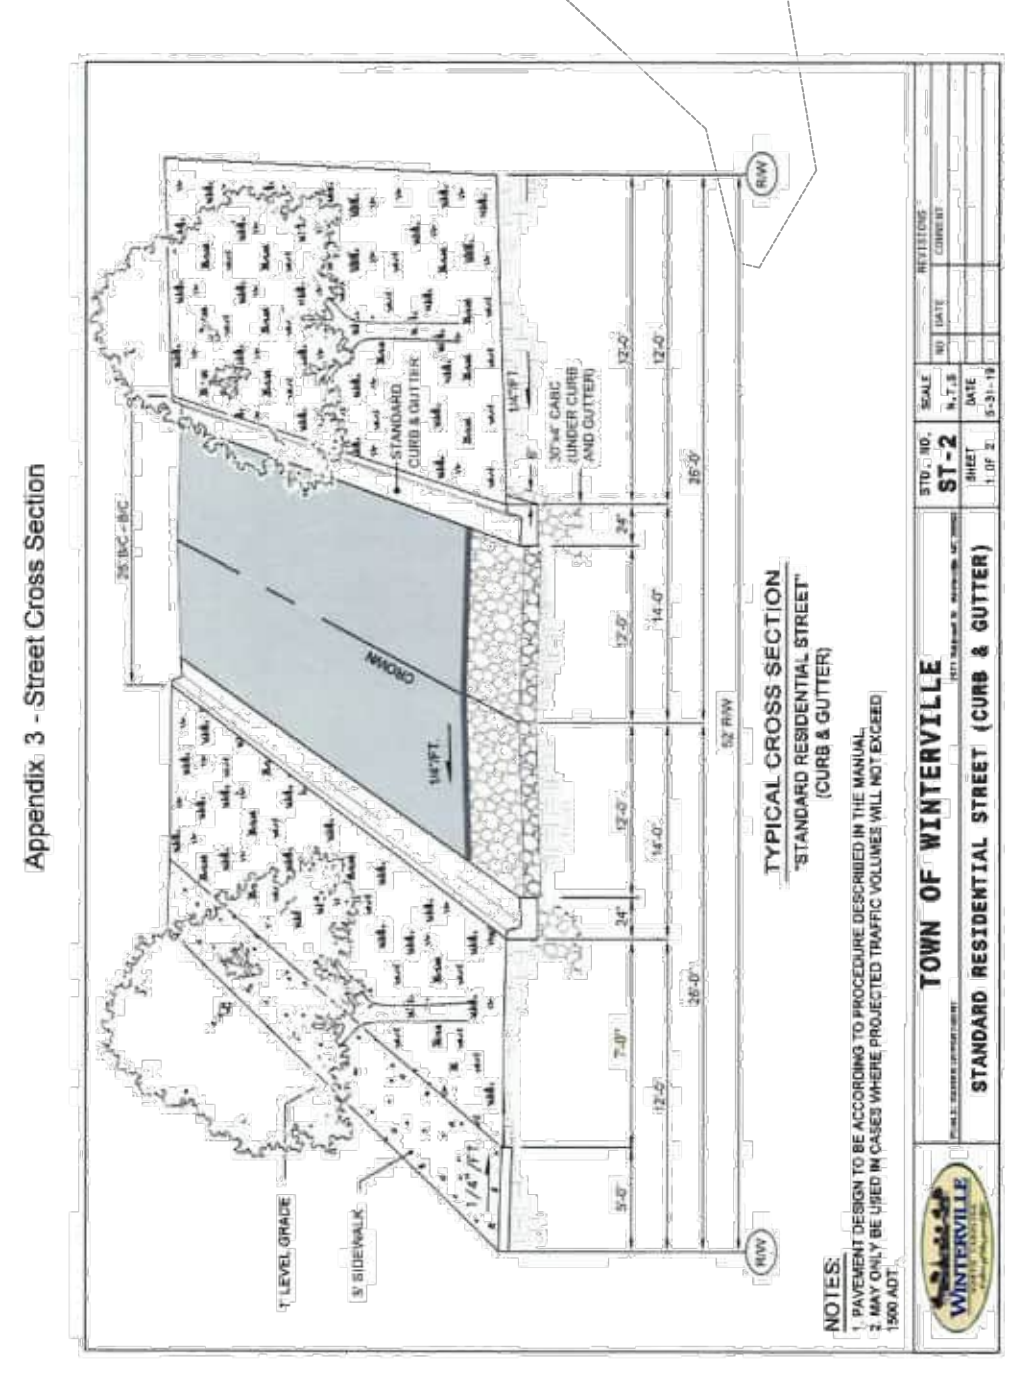 Appendix 3 - Street Cross Section
28' B/C - B/C
1' LEVEL GRADE
5' SIDEWALK
CROWN
STANDARD
CURB & GUTTER
1/4"/FT.
1/4"/FT.
1/4"/FT.
6"
30"x4" CABC
(UNDER CURB
AND GUTTER)
5'-0"
7'-0"
24"
12'-0"
12'-0"
24"
12'-0"
12'-0"
14'-0"
14'-0"
12'-0"
26'-0"
26'-0"
52' R/W
R/W
R/W
TYPICAL CROSS SECTION
"STANDARD RESIDENTIAL STREET"
(CURB & GUTTER)
NOTES:
1. PAVEMENT DESIGN TO BE ACCORDING TO PROCEDURE DESCRIBED IN THE MANUAL.
2. MAY ONLY BE USED IN CASES WHERE PROJECTED TRAFFIC VOLUMES WILL NOT EXCEED
1500 ADT.
WINTERVILLE
TOWN OF WINTERVILLE
STANDARD RESIDENTIAL STREET (CURB & GUTTER)
STD. NO.
ST-2
SHEET
1 OF 2
SCALE
N.T.S
DATE
5-31-19
REVISIONS
NO
DATE
COMMENT